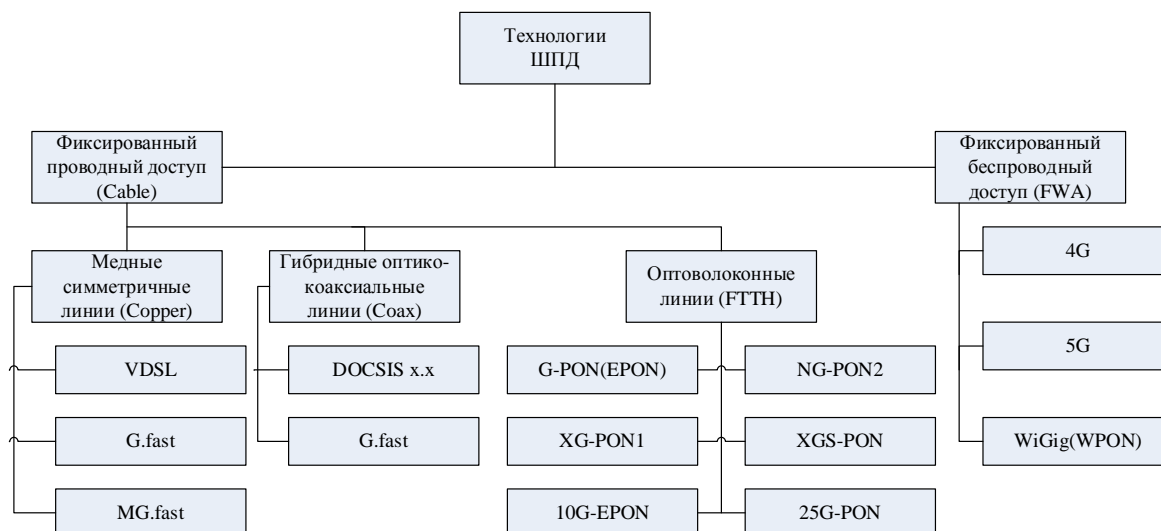 Технологии
ШПД
Фиксированный
проводный доступ
(Cable)
Фиксированный
беспроводный
доступ (FWA)
Медные
симметричные
линии (Copper)
Гибридные оптико-
коаксиальные
линии (Coax)
Оптоволоконные
линии (FTTH)
4G
5G
WiGig(WPON)
VDSL
G.fast
MG.fast
DOCSIS x.x
G.fast
G-PON(EPON)
NG-PON2
XG-PON1
XGS-PON
10G-EPON
25G-PON